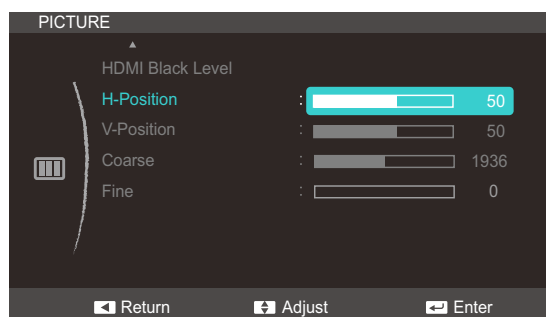 PICTURE
HDMI Black Level
H-Position : 50
V-Position : 50
Coarse : 1936
Fine : 0
Return Adjust Enter